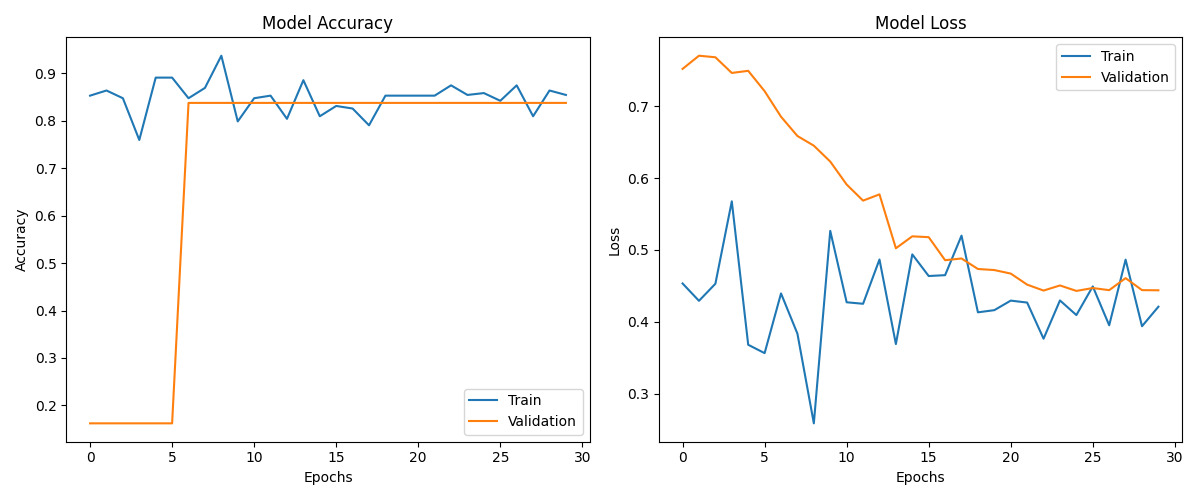 Model Accuracy
Accuracy
0.9
0.8
0.7
0.6
0.5
0.4
0.3
0.2
0 5 10 15 20 25 30
Epochs
Train
Validation
Model Loss
Loss
0.7
0.6
0.5
0.4
0.3
0 5 10 15 20 25 30
Epochs
Train
Validation